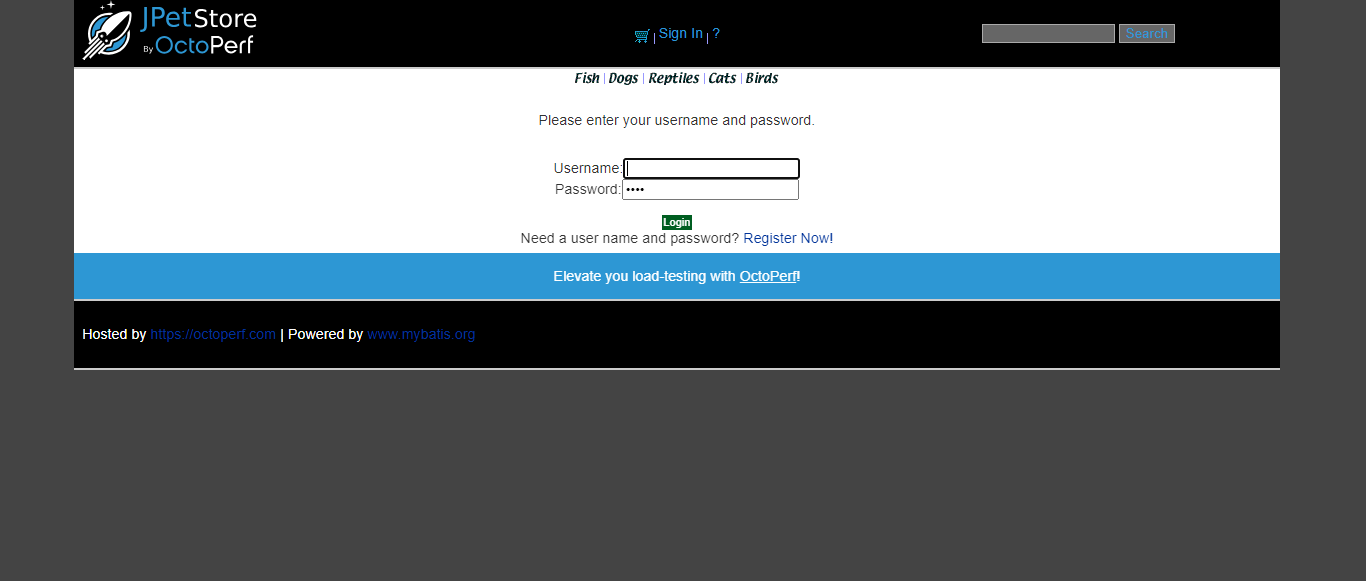 JPetStore
By OctoPerf
| Sign In | ?
Search
Fish | Dogs | Reptiles | Cats | Birds
Please enter your username and password.
Username:
Password: ••••
Login
Need a user name and password? Register Now!
Elevate you load-testing with OctoPerf!
Hosted by https://octoperf.com | Powered by www.mybatis.org